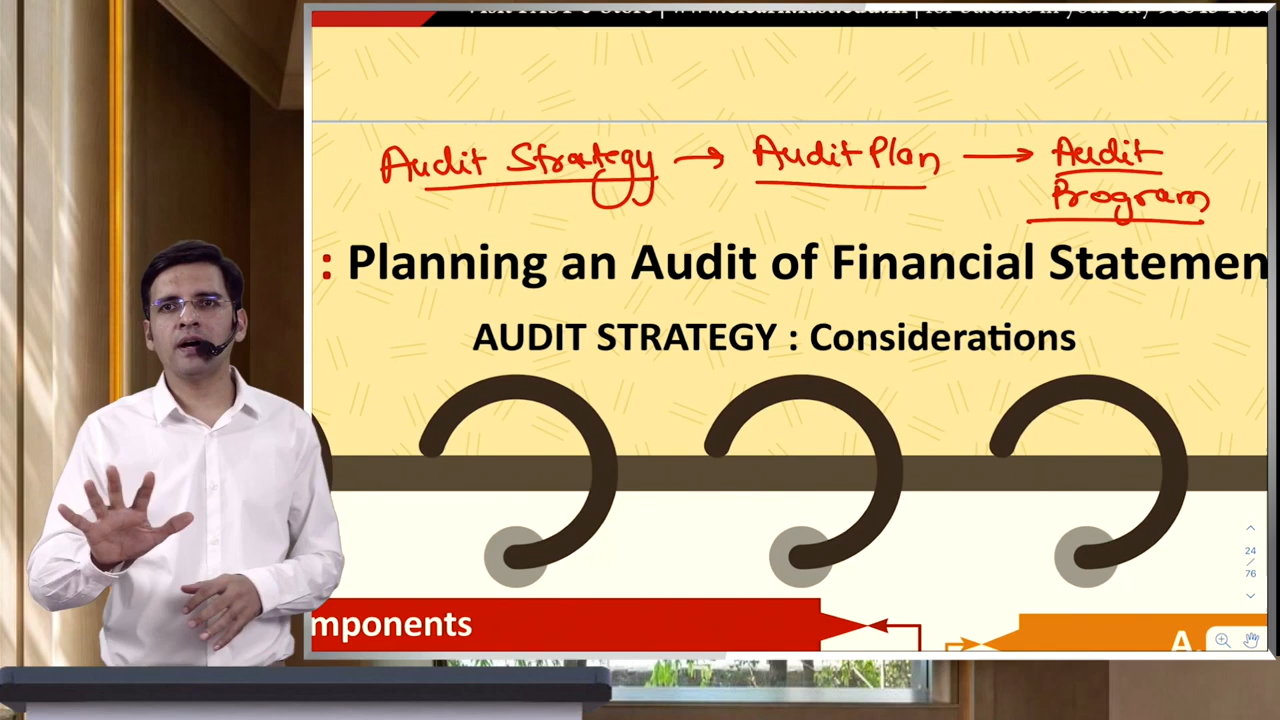 Audit Strategy → Audit Plan → Audit Program
: Planning an Audit of Financial Statemen
AUDIT STRATEGY : Considerations
mponents
A.
24
/
76